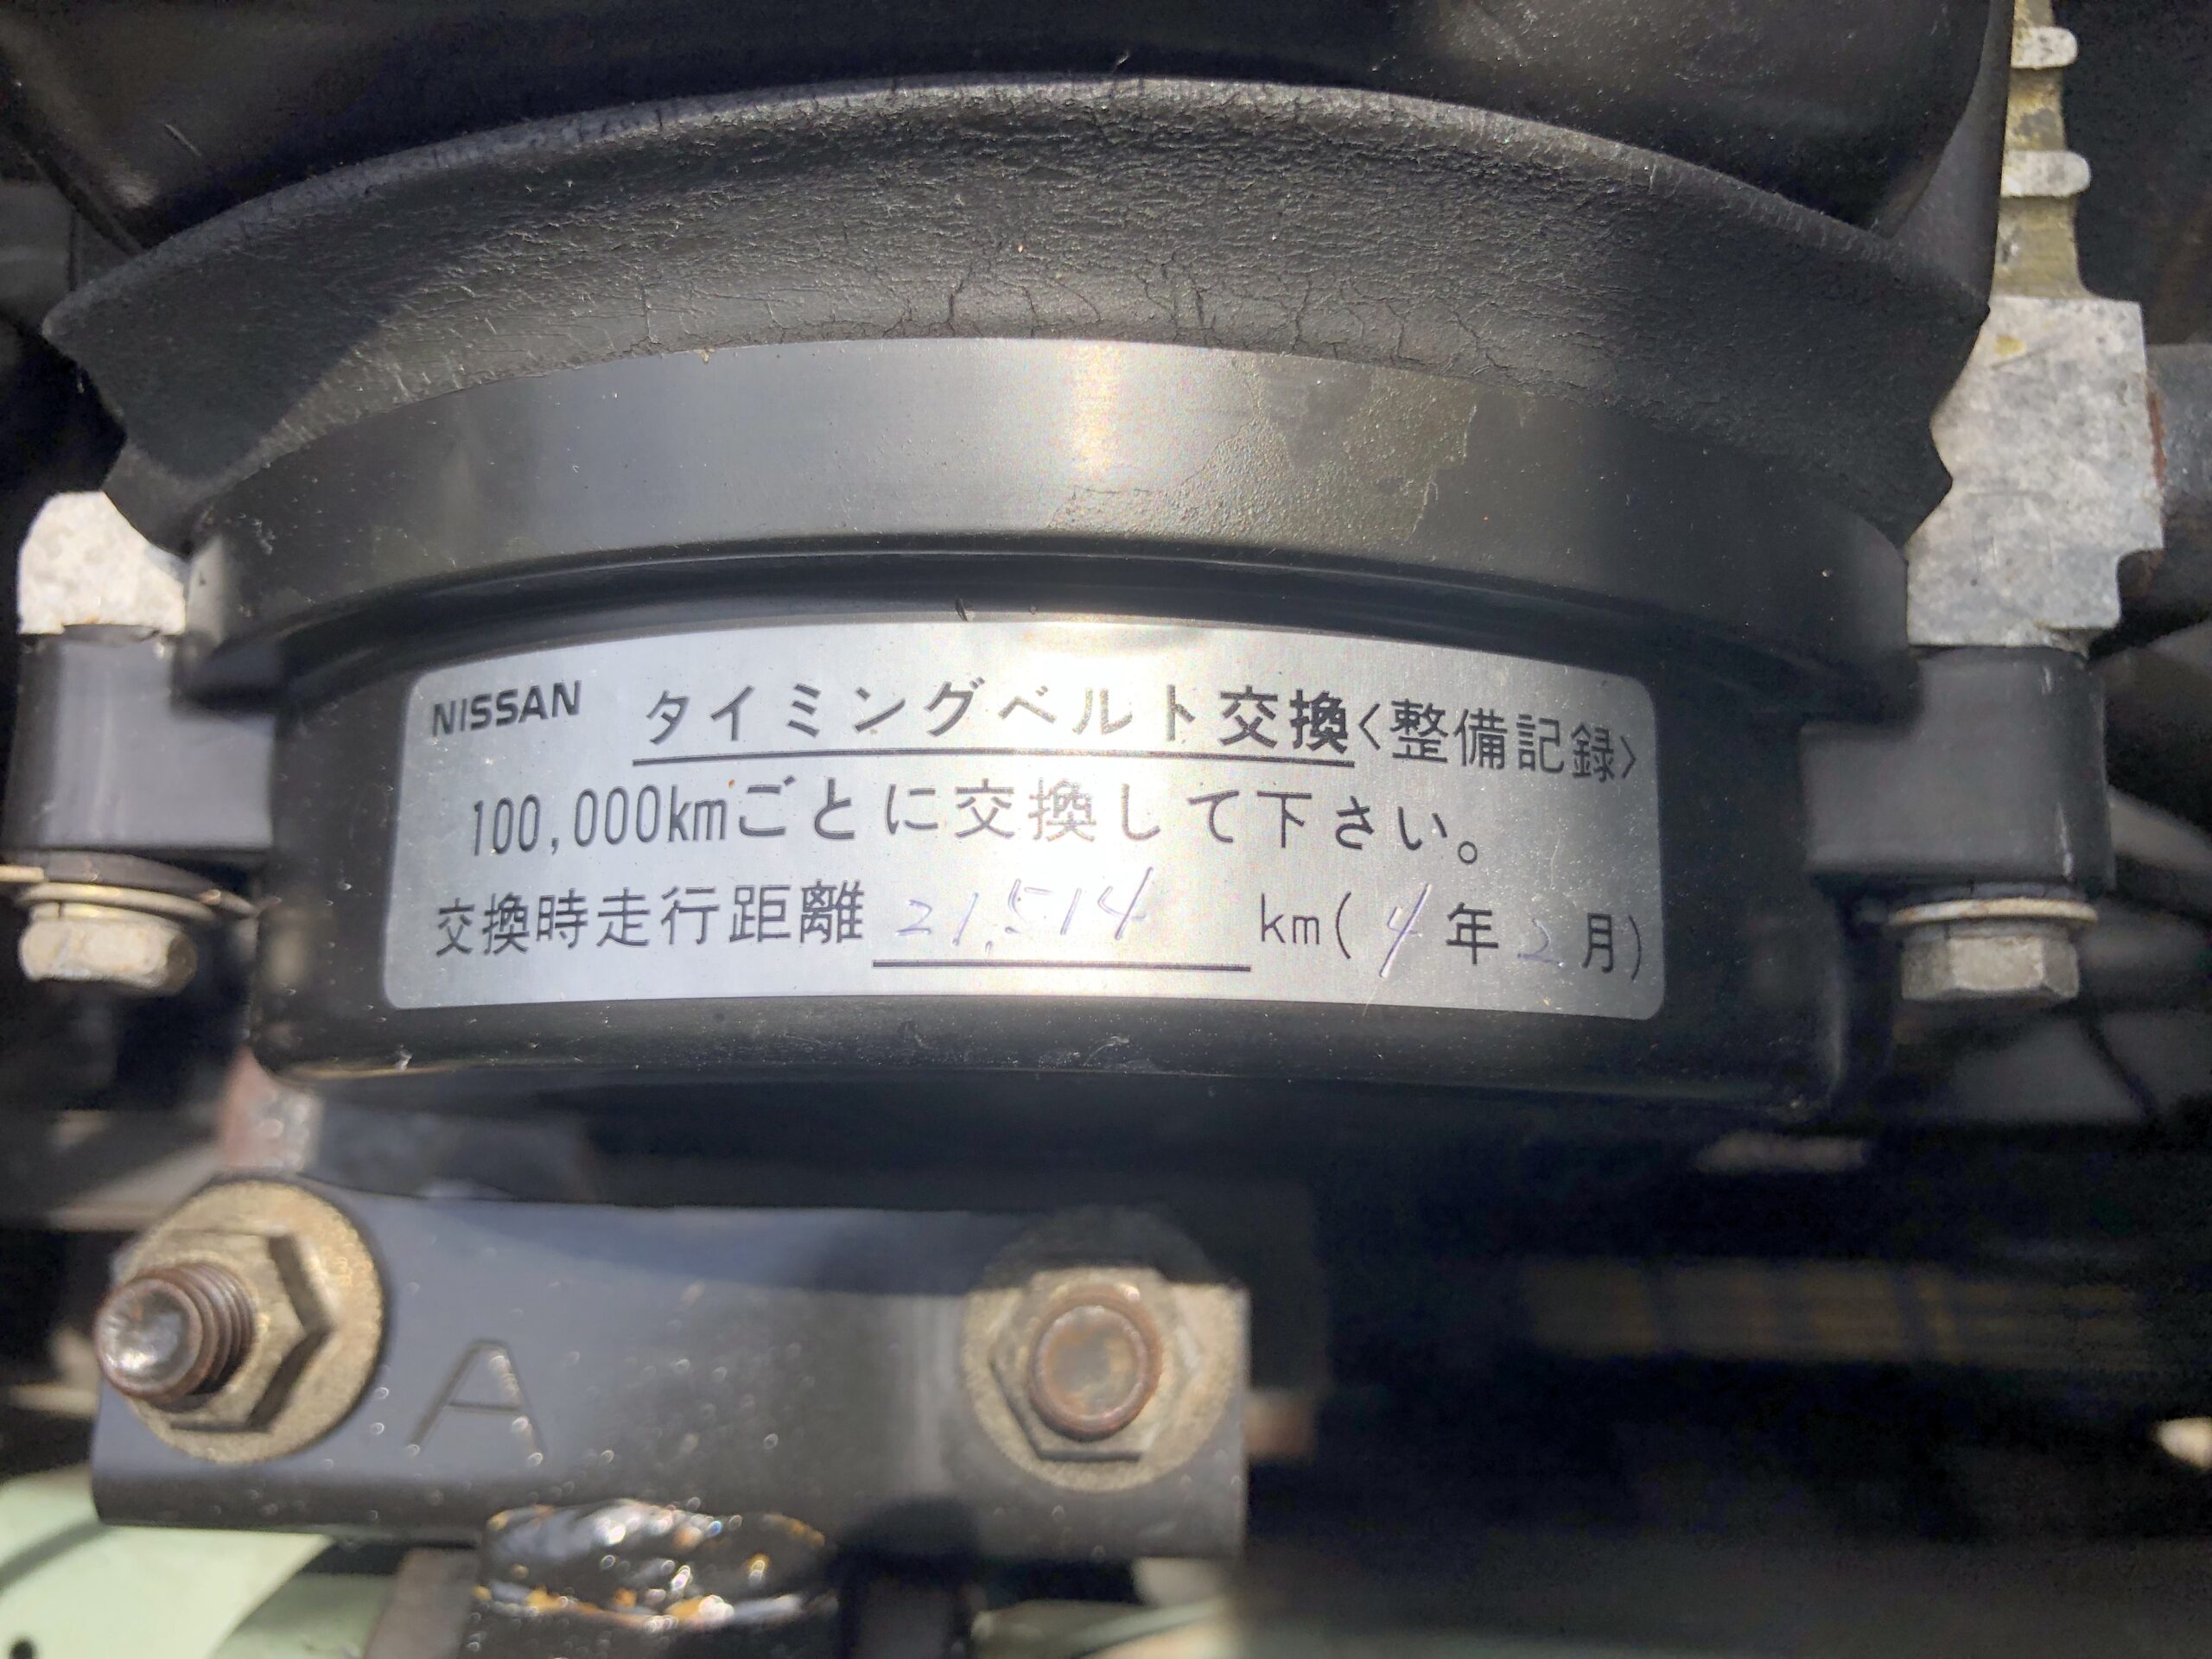 NISSAN タイミングベルト交換〈整備記録〉
100,000kmごとに交換して下さい。
交換時走行距離 21,514 km(4年2月)
A